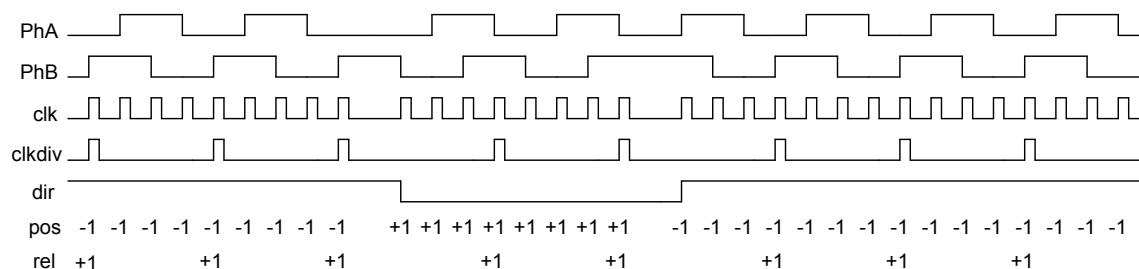 PhA
PhB
clk
clkdiv
dir
pos -1 -1 -1 -1 -1 -1 -1 -1 -1 +1 +1 +1 +1 +1 +1 +1 +1 -1 -1 -1 -1 -1 -1 -1 -1 -1 -1 -1 -1 -1 -1 -1
rel +1 +1 +1 +1 +1 +1 +1 +1